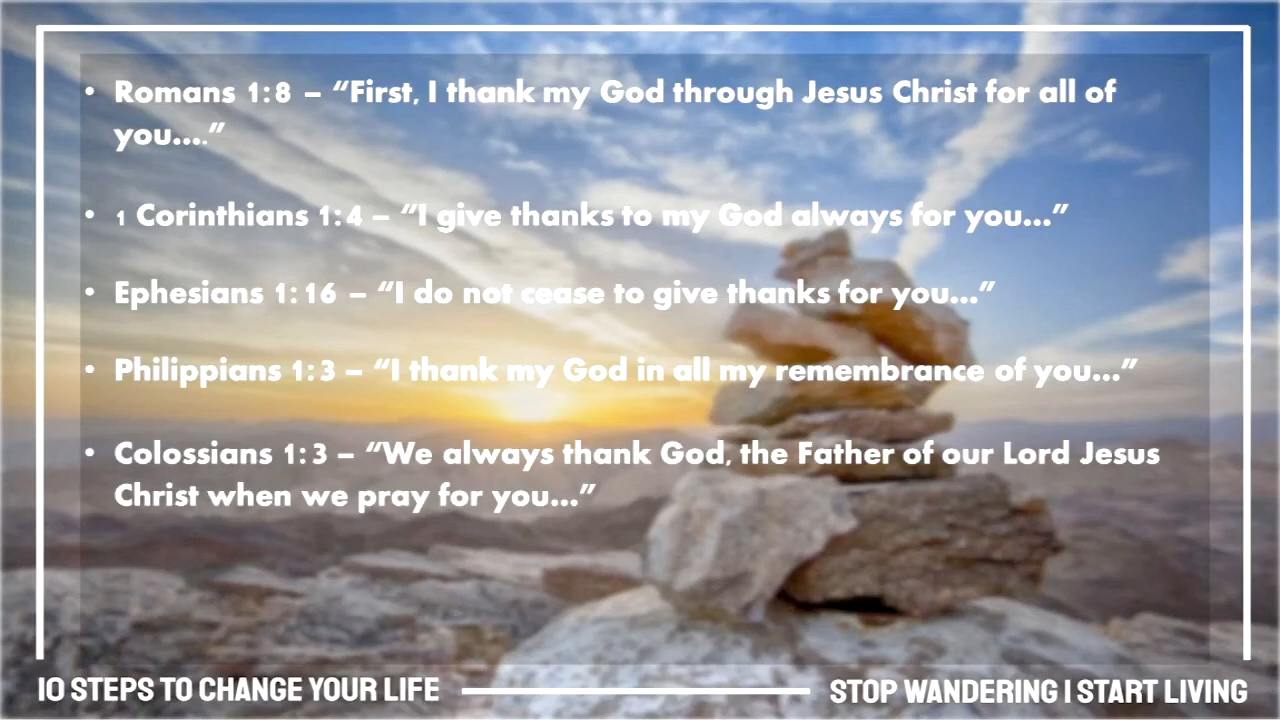 • Romans 1:8 – “First, I thank my God through Jesus Christ for all of
you….”
• 1 Corinthians 1:4 – “I give thanks to my God always for you…”
• Ephesians 1:16 – “I do not cease to give thanks for you…”
• Philippians 1:3 – “I thank my God in all my remembrance of you…”
• Colossians 1:3 – “We always thank God, the Father of our Lord Jesus
Christ when we pray for you…”
10 STEPS TO CHANGE YOUR LIFE
STOP WANDERING | START LIVING